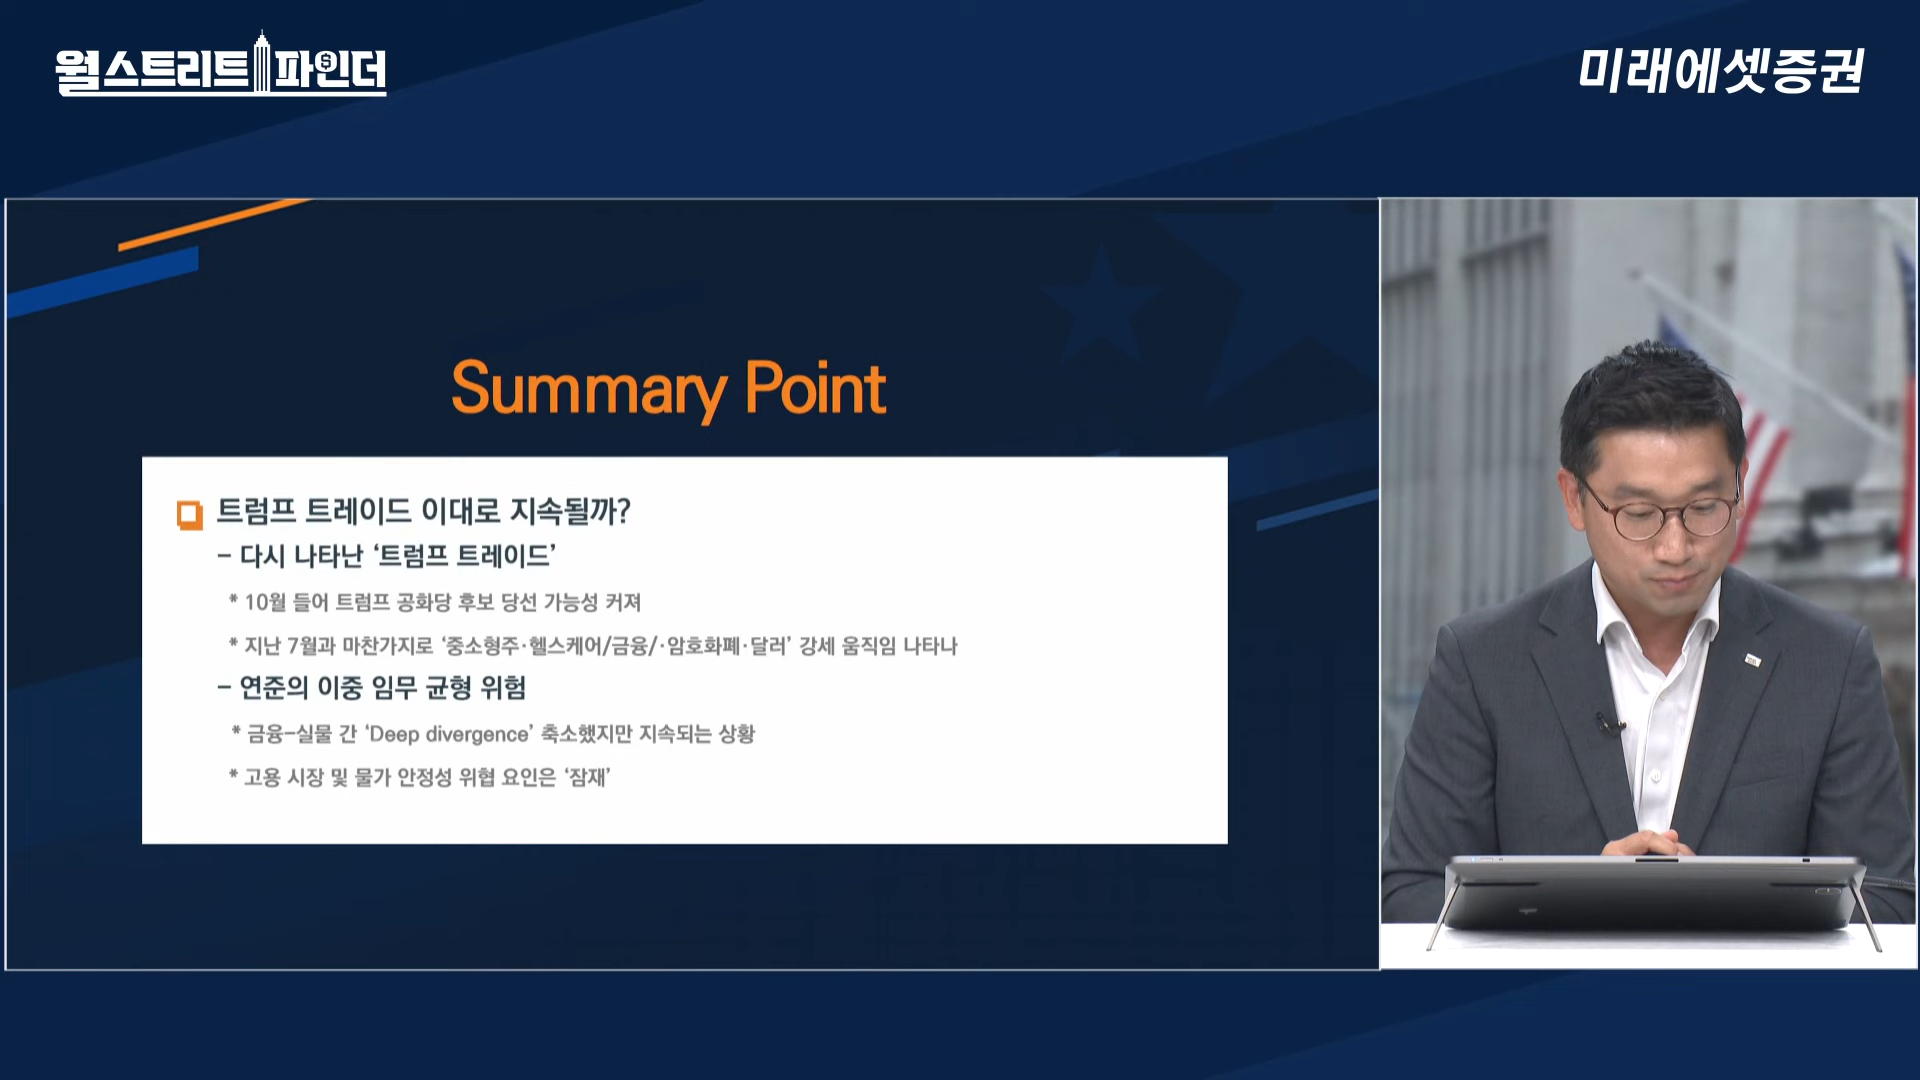 월스트리트 파인더
미래에셋증권
Summary Point
트럼프 트레이드 이대로 지속될까?
- 다시 나타난 ‘트럼프 트레이드’
* 10월 들어 트럼프 공화당 후보 당선 가능성 커져
* 지난 7월과 마찬가지로 ‘중소형주·헬스케어/금융/·암호화폐·달러’ 강세 움직임 나타나
- 연준의 이중 임무 균형 위험
* 금융-실물 간 ‘Deep divergence’ 축소했지만 지속되는 상황
* 고용 시장 및 물가 안정성 위협 요인은 ‘잠재’